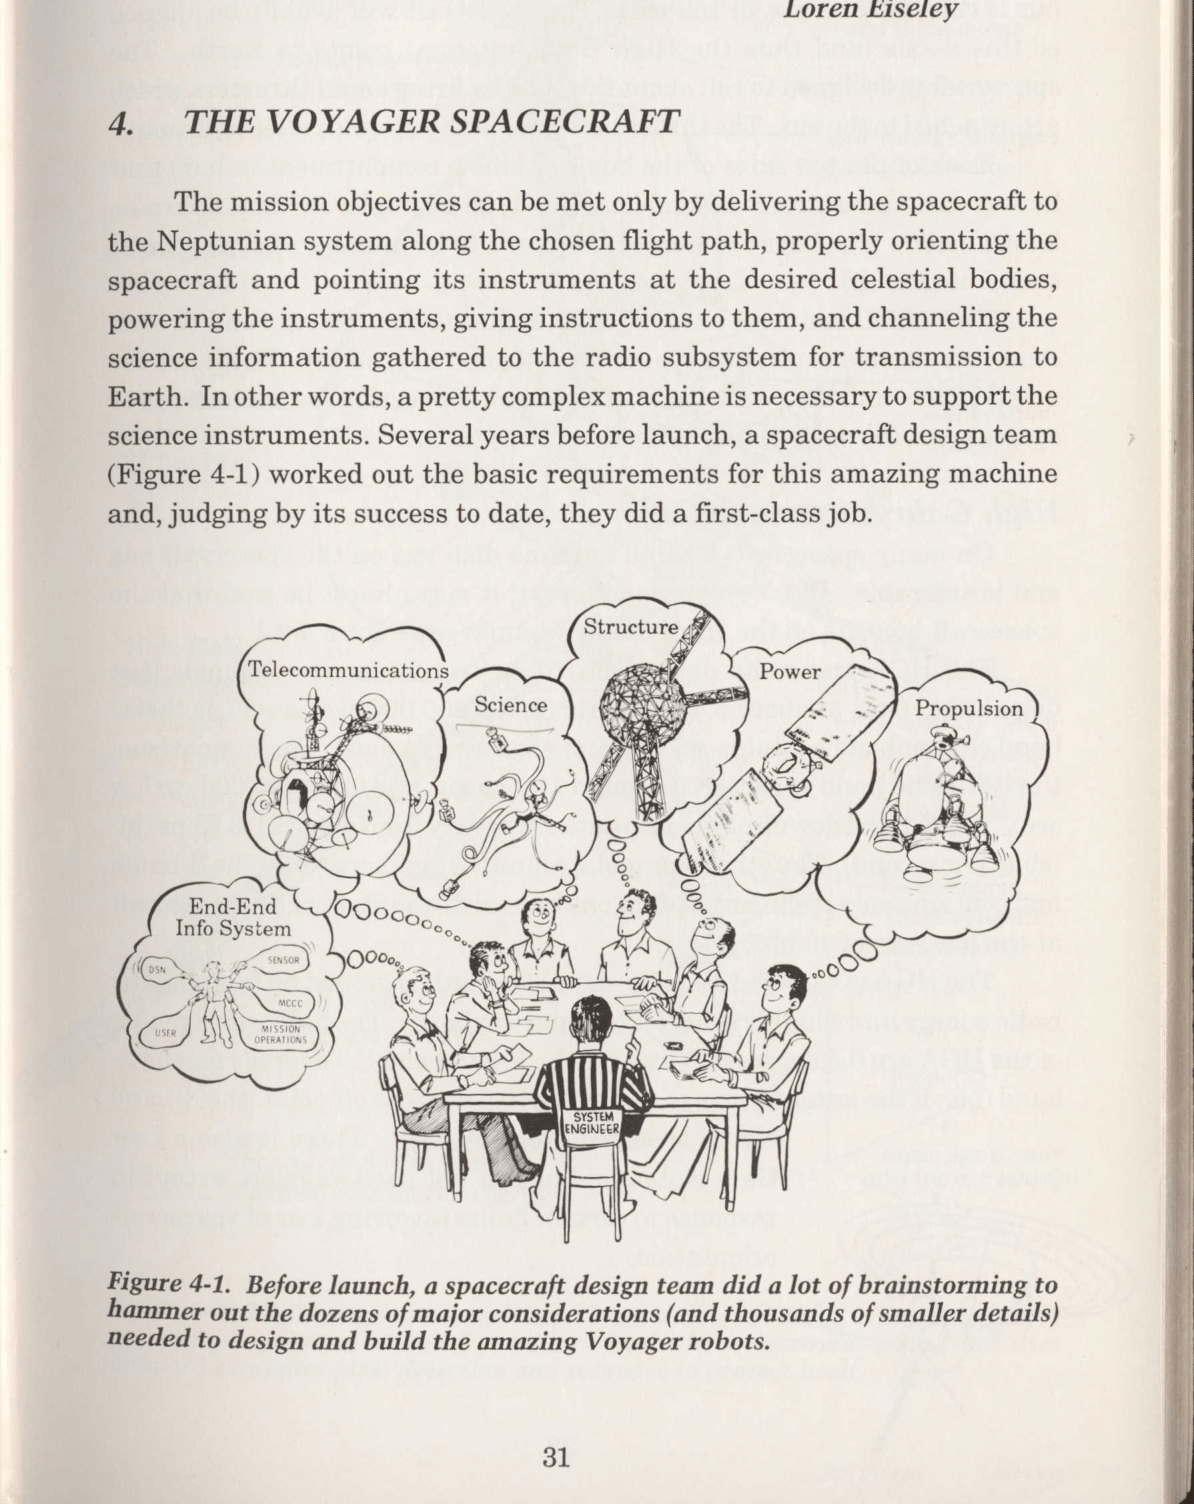 Loren Eiseley
4. THE VOYAGER SPACECRAFT
The mission objectives can be met only by delivering the spacecraft to
the Neptunian system along the chosen flight path, properly orienting the
spacecraft and pointing its instruments at the desired celestial bodies,
powering the instruments, giving instructions to them, and channeling the
science information gathered to the radio subsystem for transmission to
Earth. In other words, a pretty complex machine is necessary to support the
science instruments. Several years before launch, a spacecraft design team
(Figure 4-1) worked out the basic requirements for this amazing machine
and, judging by its success to date, they did a first-class job.
Structure
Telecommunications
Power
Science
Propulsion
End-End
Info System
DSN
SENSOR
MCCC
USER
MISSION
OPERATIONS
SYSTEM
ENGINEER
Figure 4-1. Before launch, a spacecraft design team did a lot of brainstorming to
hammer out the dozens of major considerations (and thousands of smaller details)
needed to design and build the amazing Voyager robots.
31